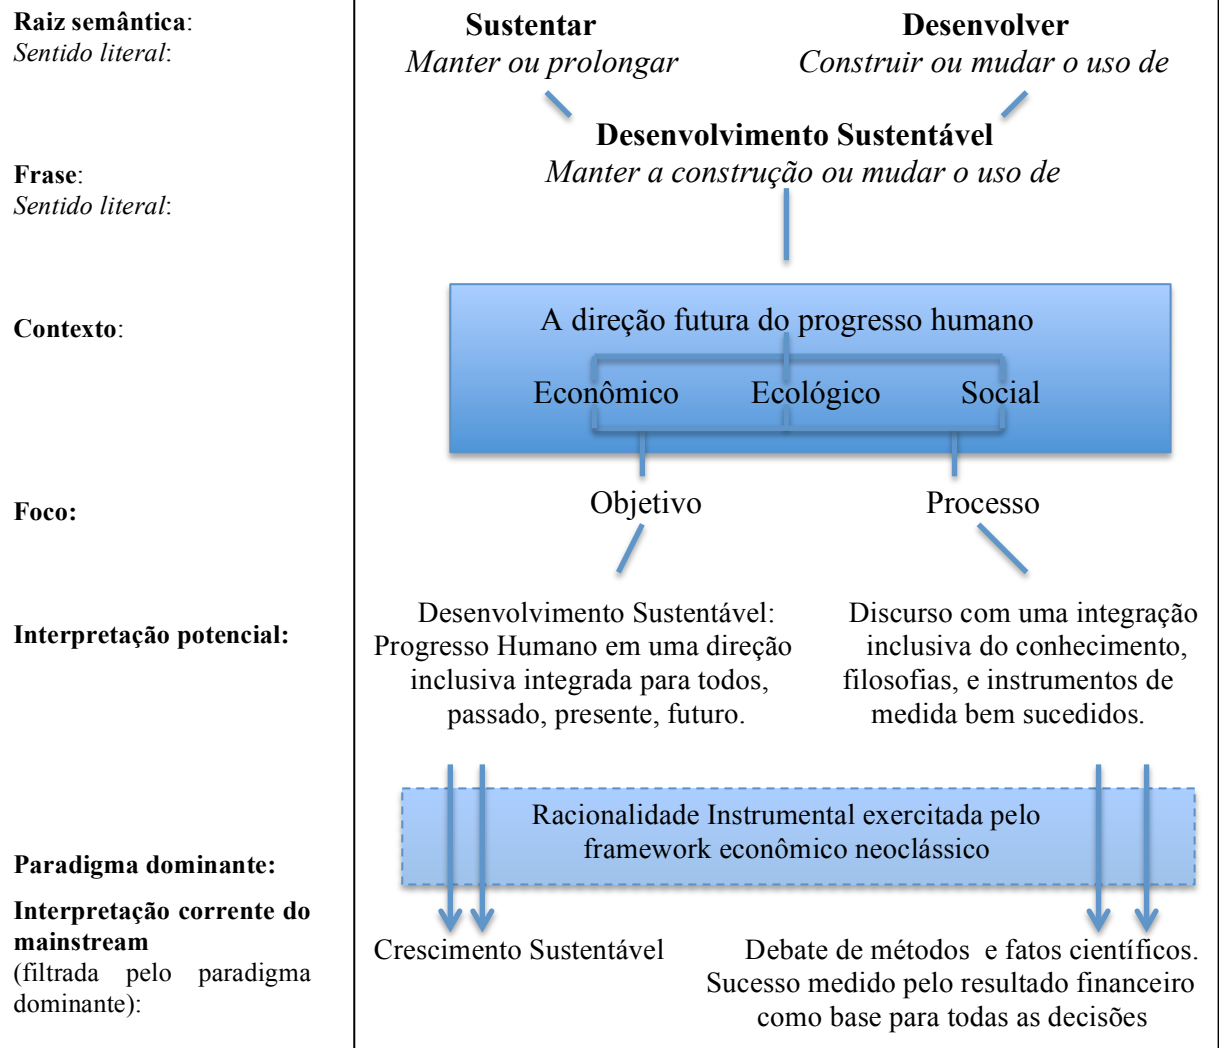 Raiz semântica:
Sentido literal:
Sustentar
Desenvolver
Manter ou prolongar
Construir ou mudar o uso de
Desenvolvimento Sustentável
Frase:
Sentido literal:
Manter a construção ou mudar o uso de
Contexto:
A direção futura do progresso humano
Econômico
Ecológico
Social
Foco:
Objetivo
Processo
Interpretação potencial:
Desenvolvimento Sustentável:
Progresso Humano em uma direção
inclusiva integrada para todos,
passado, presente, futuro.
Discurso com uma integração
inclusiva do conhecimento,
filosofias, e instrumentos de
medida bem sucedidos.
Paradigma dominante:
Racionalidade Instrumental exercitada pelo
framework econômico neoclássico
Interpretação corrente do
mainstream
(filtrada pelo paradigma
dominante):
Crescimento Sustentável
Debate de métodos e fatos científicos.
Sucesso medido pelo resultado financeiro
como base para todas as decisões